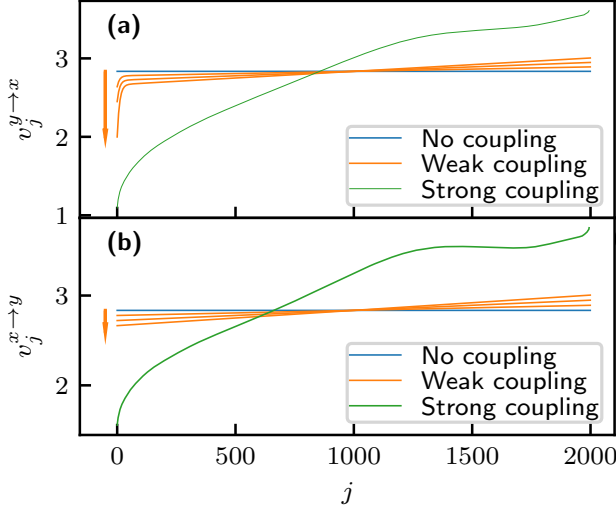 (a)
3
2
1
v_j^{y→x}
No coupling
Weak coupling
Strong coupling
(b)
3
2
v_j^{x→y}
No coupling
Weak coupling
Strong coupling
0 500 1000 1500 2000
j